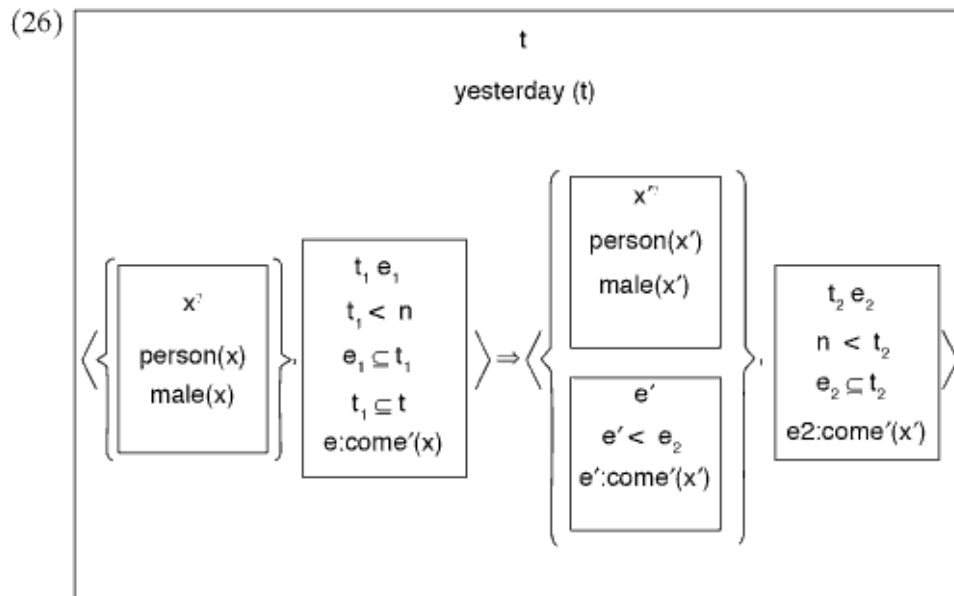 (26)
t
yesterday (t)
⟨ { x? person(x) male(x) } ,
t₁ e₁
t₁ < n
e₁ ⊆ t₁
t₁ ⊆ t
e:come′(x)
⟩ ⇒ ⟨ {
x′?
person(x′)
male(x′)
e′
e′ < e₂
e′:come′(x′)
} ,
t₂ e₂
n < t₂
e₂ ⊆ t₂
e2:come′(x′)
⟩